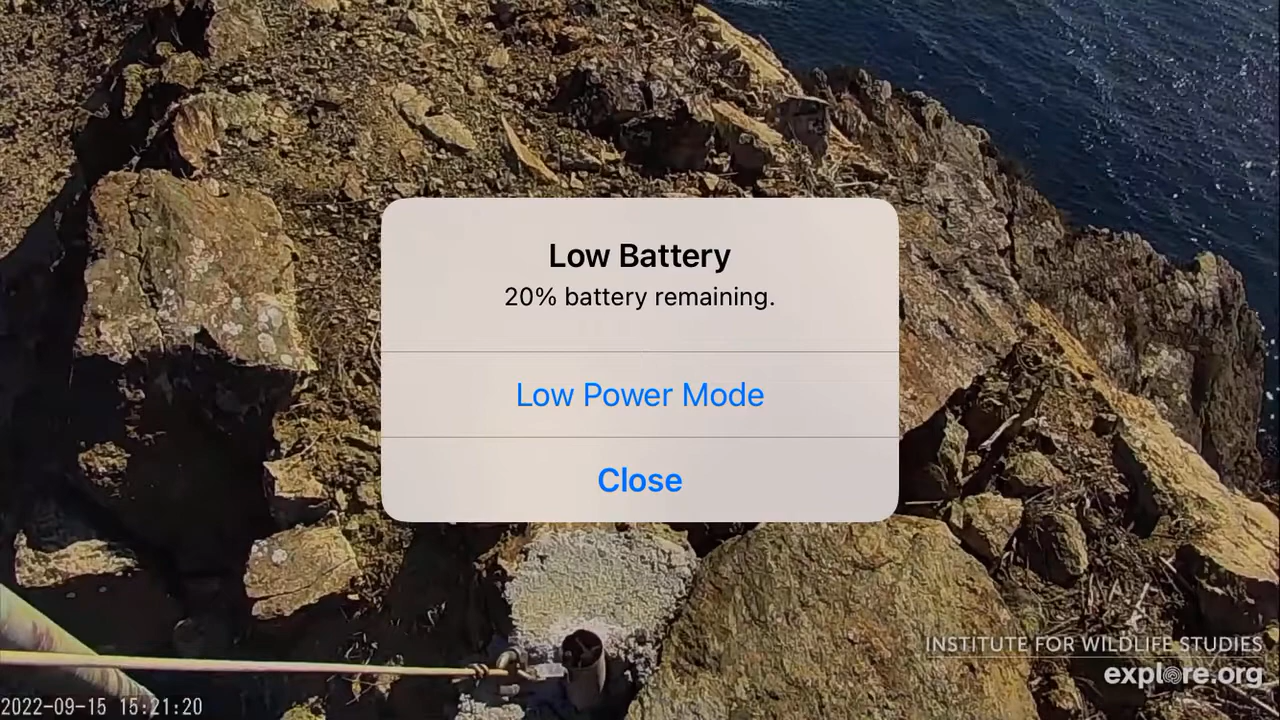 Low Battery
20% battery remaining.
Low Power Mode
Close
INSTITUTE FOR WILDLIFE STUDIES
explore.org
2022-09-15 15:21:20